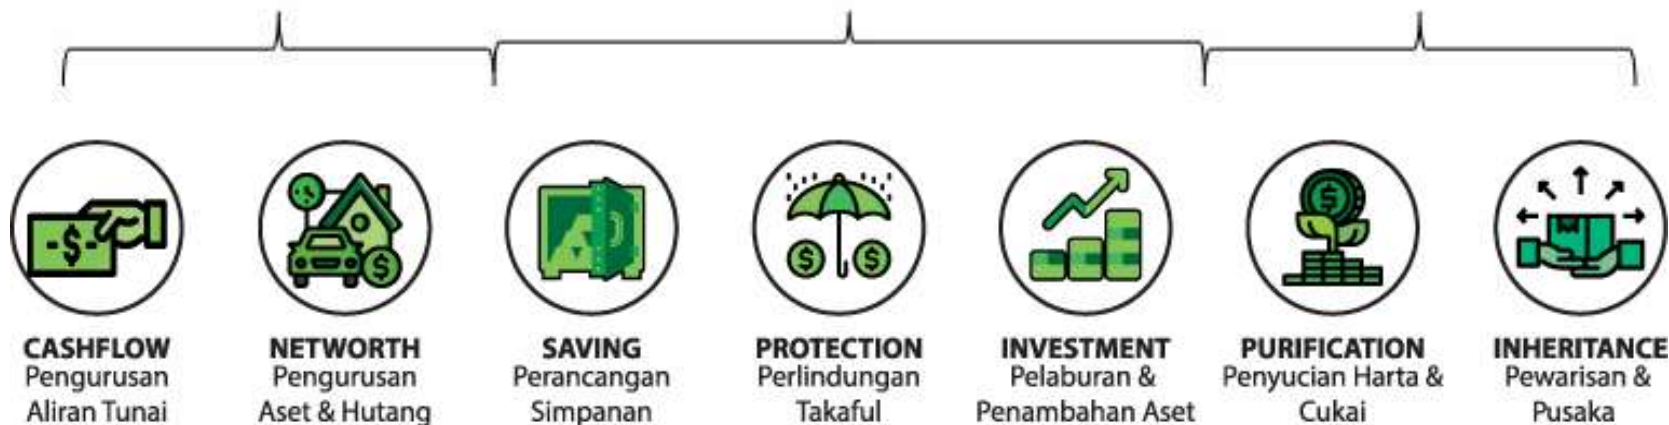 CASHFLOW
Pengurusan
Aliran Tunai
NETWORTH
Pengurusan
Aset & Hutang
SAVING
Perancangan
Simpanan
PROTECTION
Perlindungan
Takaful
INVESTMENT
Pelaburan &
Penambahan Aset
PURIFICATION
Penyucian Harta &
Cukai
INHERITANCE
Pewarisan &
Pusaka